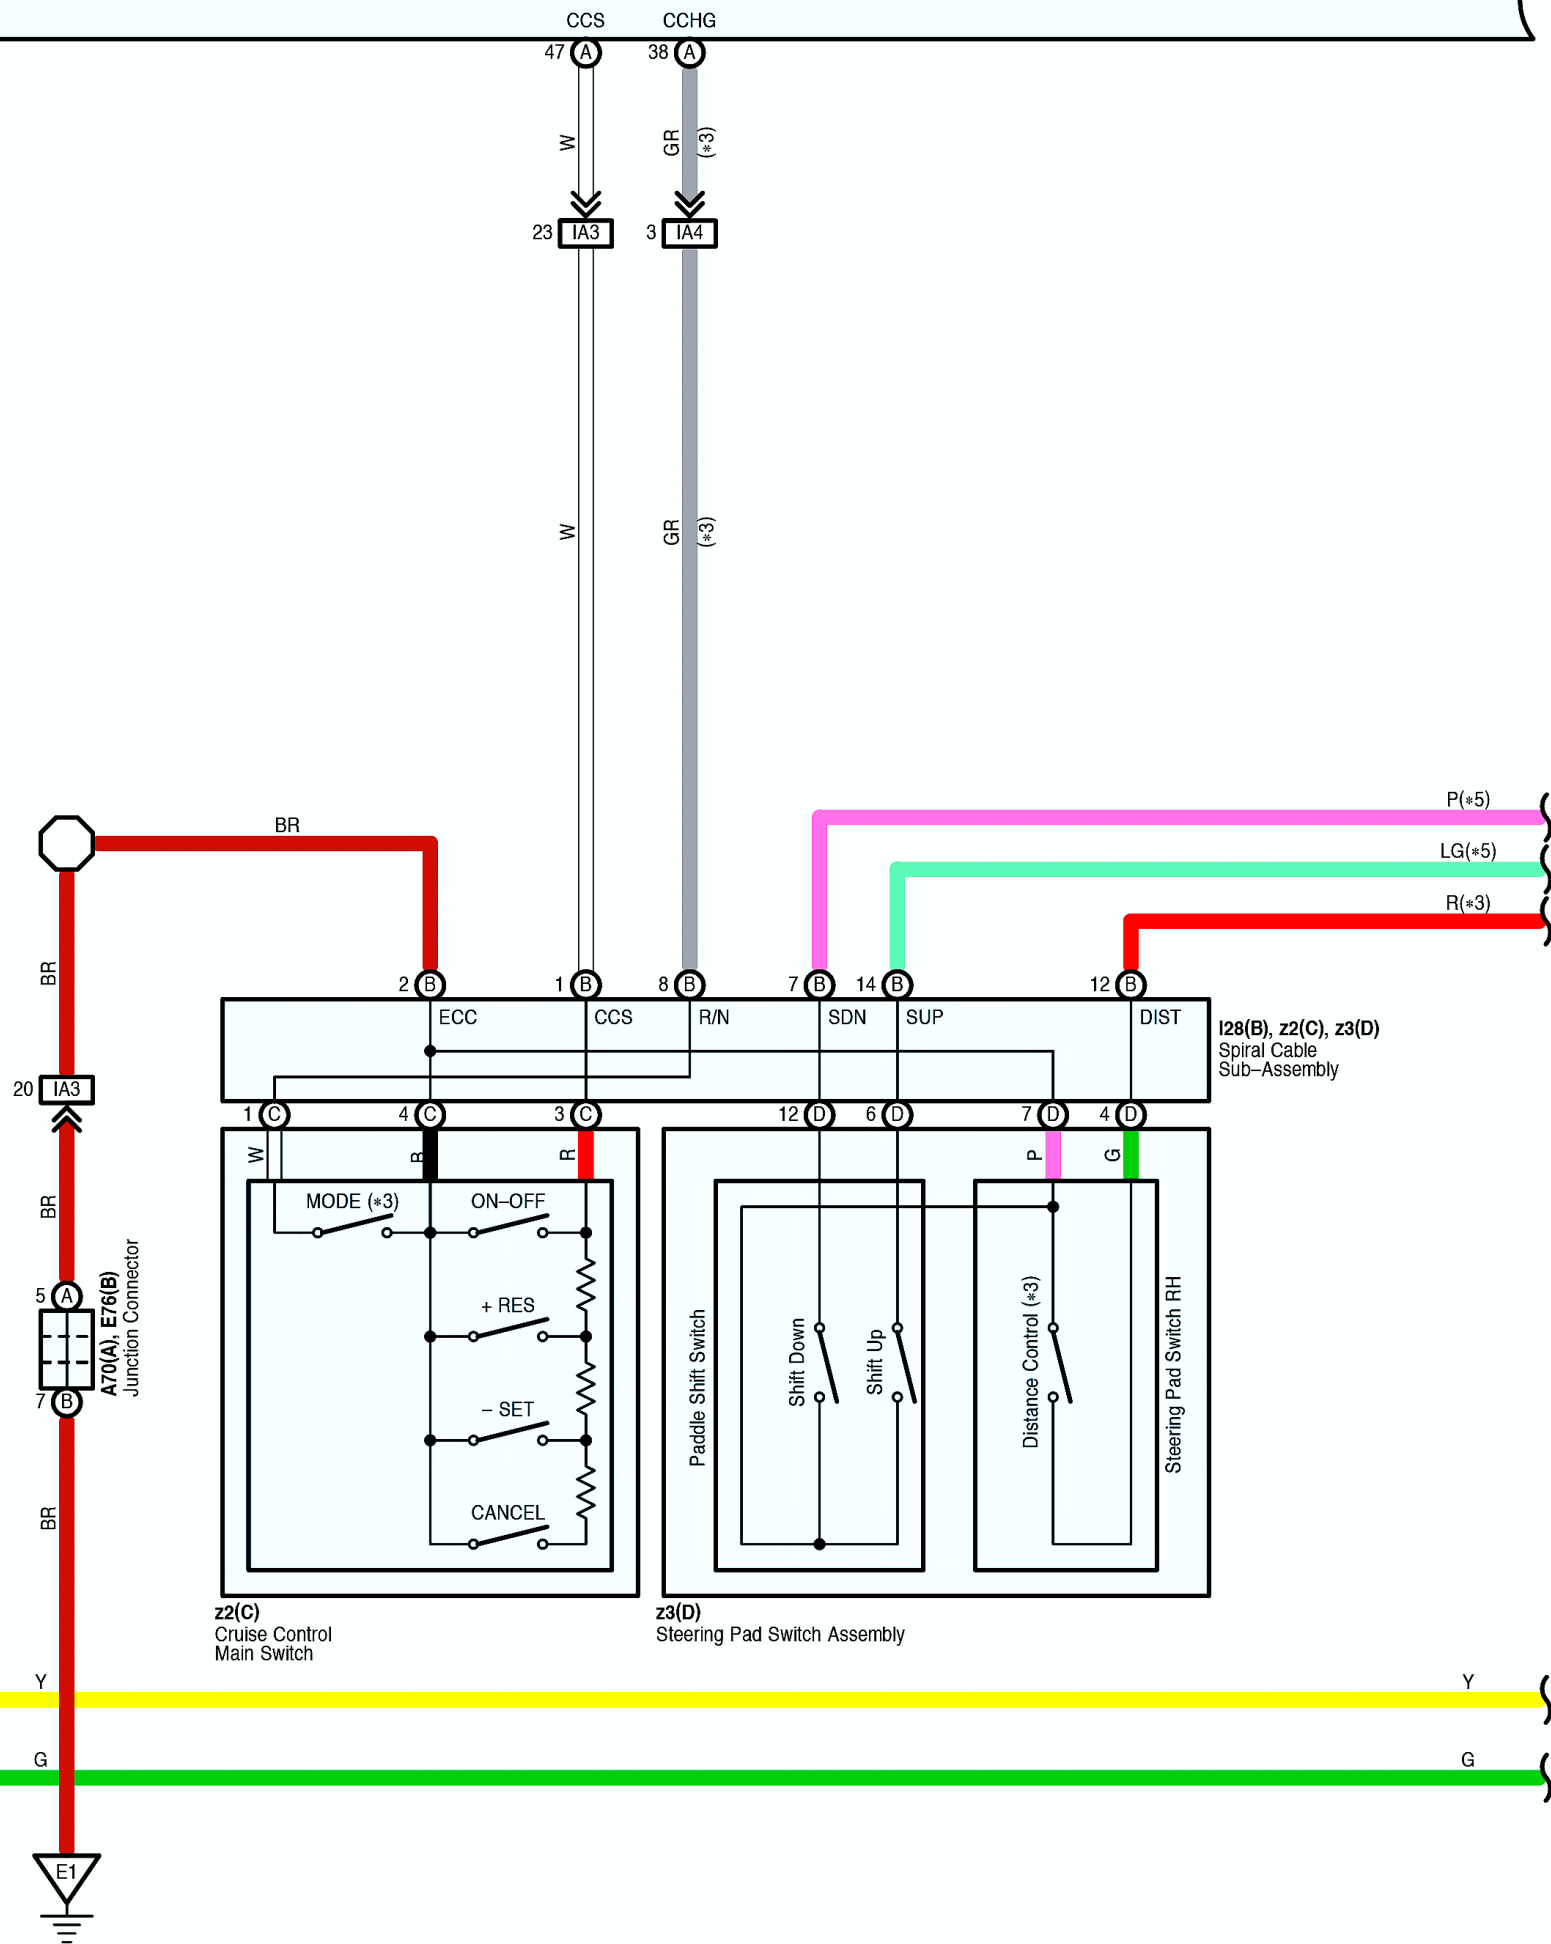 CCS CCHG
47 A 38 A
W GR (*3)
23 IA3 3 IA4
W GR (*3)
P(*5)
BR
LG(*5)
R(*3)
BR
2 B 1 B 8 B 7 B 14 B 12 B
ECC CCS R/N SDN SUP DIST
I28(B), z2(C), z3(D)
Spiral Cable
Sub–Assembly
20 IA3
1 C 4 C 3 C 12 D 6 D 7 D 4 D
W B R P G
BR
MODE (*3) ON–OFF
+ RES
– SET
CANCEL
5 A
7 B
A70(A), E76(B)
Junction Connector
Paddle Shift Switch
Shift Down
Shift Up
Distance Control (*3)
Steering Pad Switch RH
BR
z2(C)
Cruise Control
Main Switch
z3(D)
Steering Pad Switch Assembly
Y Y
G G
E1